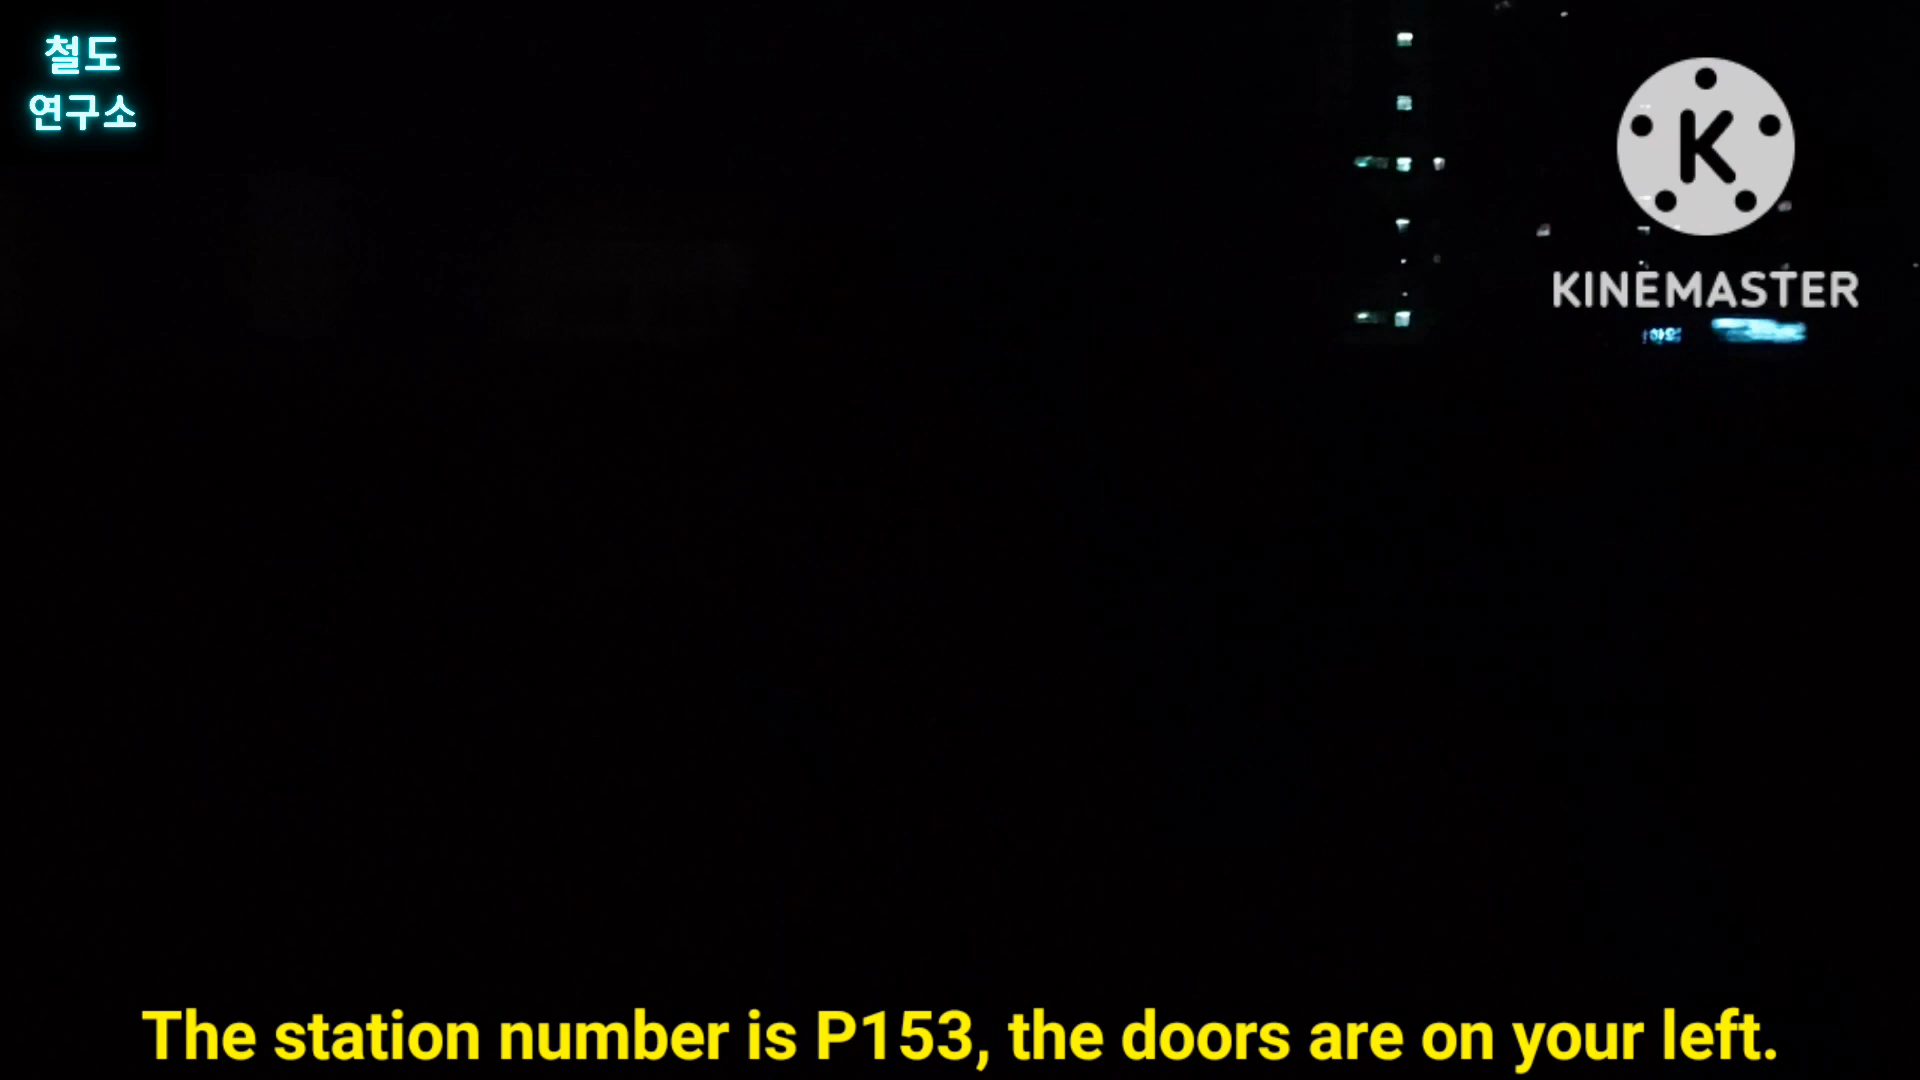 철도
연구소
K
KINEMASTER
The station number is P153, the doors are on your left.